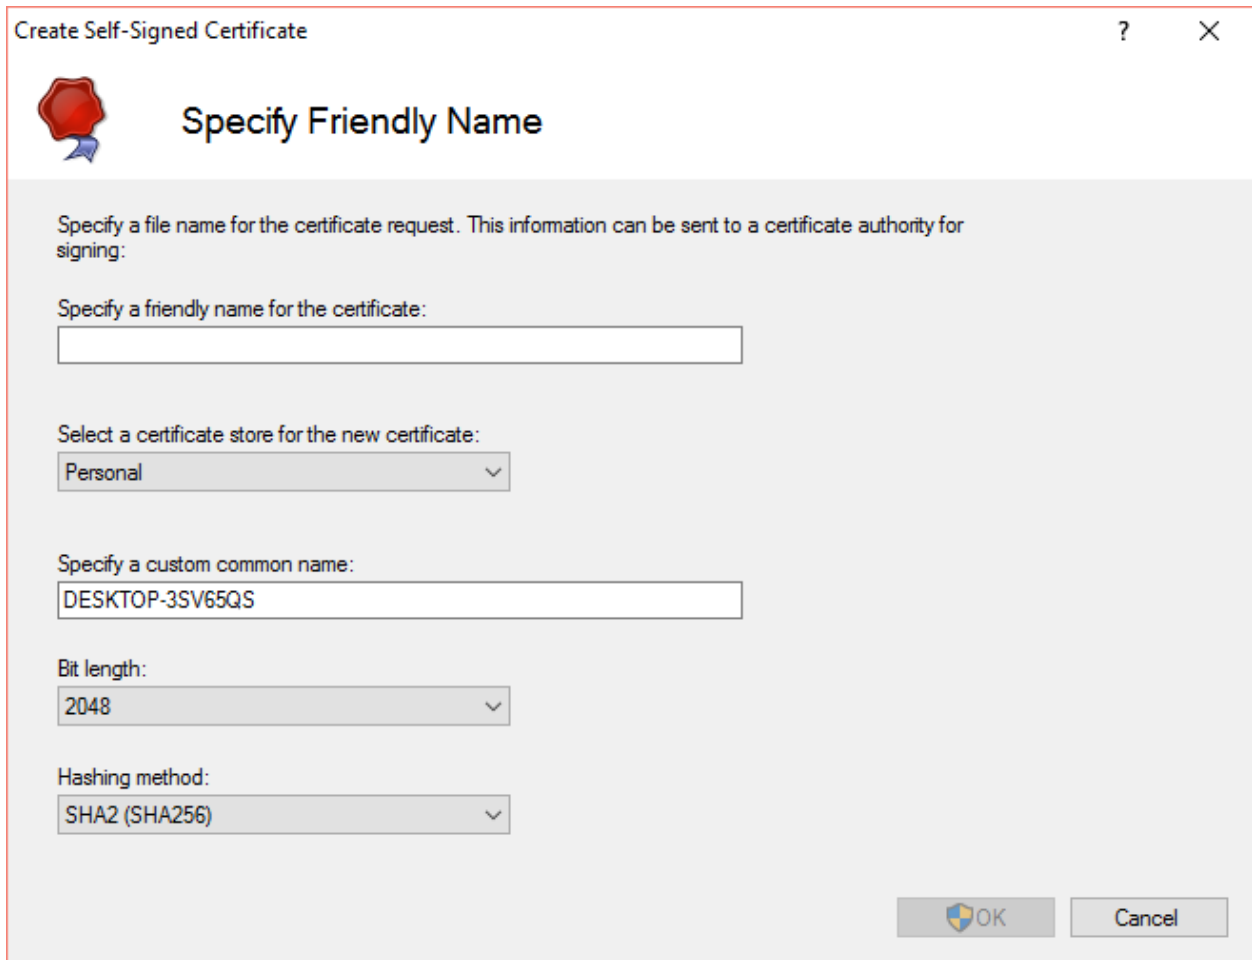 Create Self-Signed Certificate
?
Specify Friendly Name
Specify a file name for the certificate request. This information can be sent to a certificate authority for
signing:
Specify a friendly name for the certificate:
Select a certificate store for the new certificate:
Personal
Specify a custom common name:
DESKTOP-3SV65QS
Bit length:
2048
Hashing method:
SHA2 (SHA256)
OK
Cancel